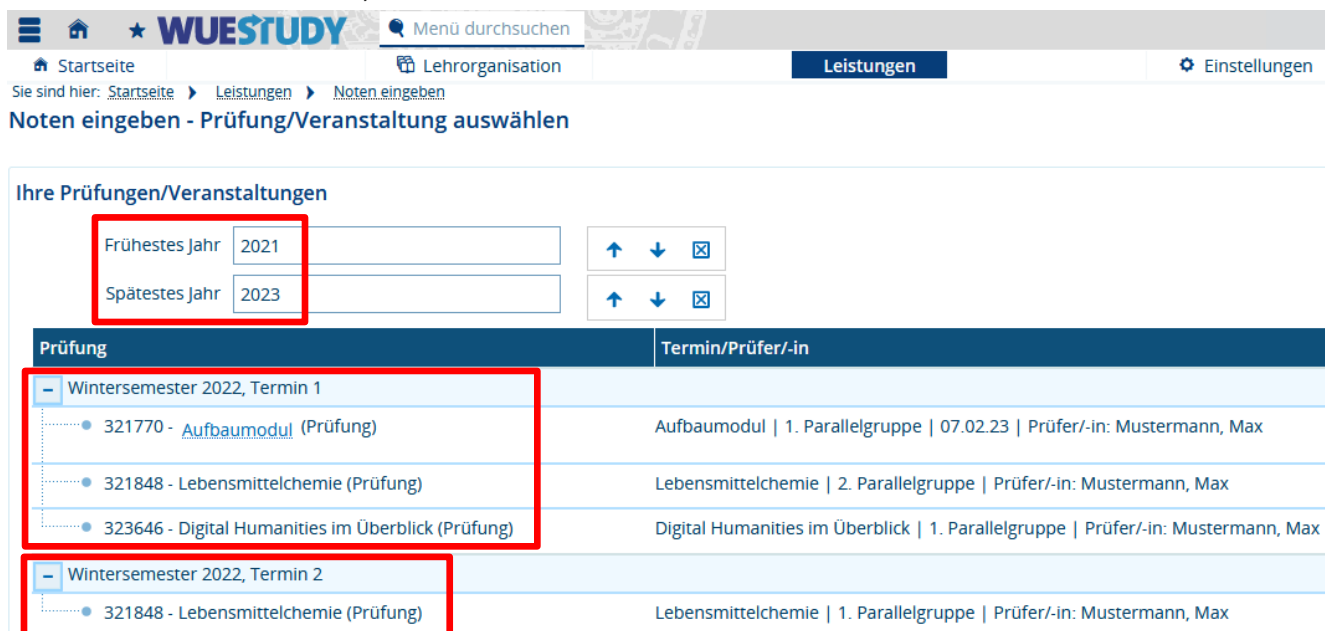 WUESTUDY Menü durchsuchen
Startseite Lehrorganisation Leistungen Einstellungen
Sie sind hier: Startseite Leistungen Noten eingeben
Noten eingeben - Prüfung/Veranstaltung auswählen
Ihre Prüfungen/Veranstaltungen
Frühestes Jahr 2021
Spätestes Jahr 2023
Prüfung Termin/Prüfer/-in
Wintersemester 2022, Termin 1
321770 - Aufbaumodul (Prüfung) Aufbaumodul | 1. Parallelgruppe | 07.02.23 | Prüfer/-in: Mustermann, Max
321848 - Lebensmittelchemie (Prüfung) Lebensmittelchemie | 2. Parallelgruppe | Prüfer/-in: Mustermann, Max
323646 - Digital Humanities im Überblick (Prüfung) Digital Humanities im Überblick | 1. Parallelgruppe | Prüfer/-in: Mustermann, Max
Wintersemester 2022, Termin 2
321848 - Lebensmittelchemie (Prüfung) Lebensmittelchemie | 1. Parallelgruppe | Prüfer/-in: Mustermann, Max